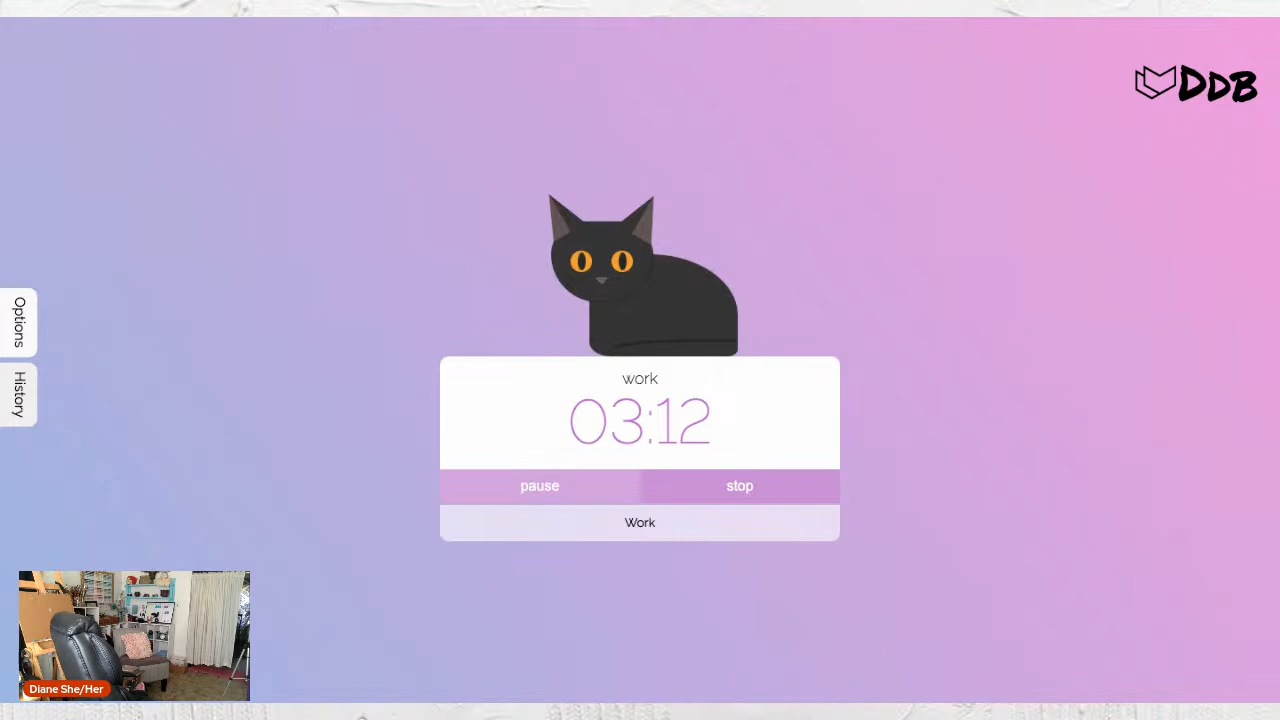 DDB
Options
History
work
03:12
pause stop
Work
Diane She/Her